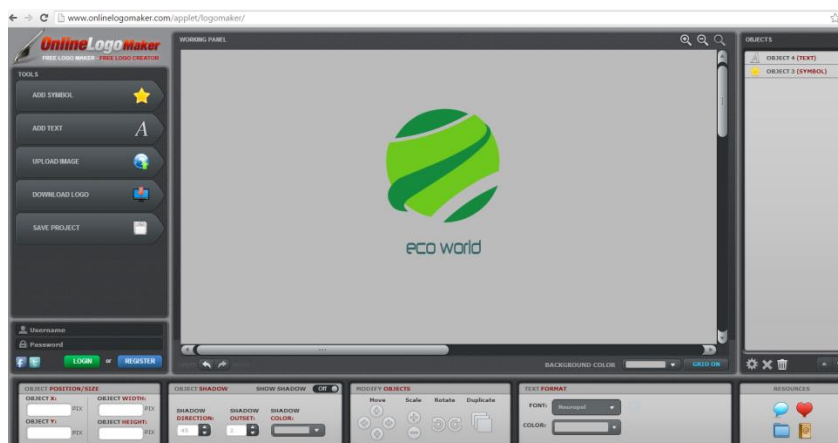 www.onlinelogomaker.com/applet/logomaker/
OnlineLogoMaker
FREE LOGO MAKER - FREE LOGO CREATOR
WORKING PANEL
OBJECTS
OBJECT 4 (TEXT)
OBJECT 3 (SYMBOL)
TOOLS
ADD SYMBOL
ADD TEXT
UPLOAD IMAGE
DOWNLOAD LOGO
SAVE PROJECT
eco world
Username
Password
LOGIN or REGISTER
BACKGROUND COLOR
GRID ON
OBJECT POSITION/SIZE
OBJECT X: OBJECT WIDTH:
PIX PIX
OBJECT Y: OBJECT HEIGHT:
PIX PIX
OBJECT SHADOW SHOW SHADOW Off
SHADOW DIRECTION: SHADOW OUTSET: SHADOW COLOR:
45 2
MODIFY OBJECTS
Move Scale Rotate Duplicate
TEXT FORMAT
FONT: Neuropol
COLOR:
RESOURCES